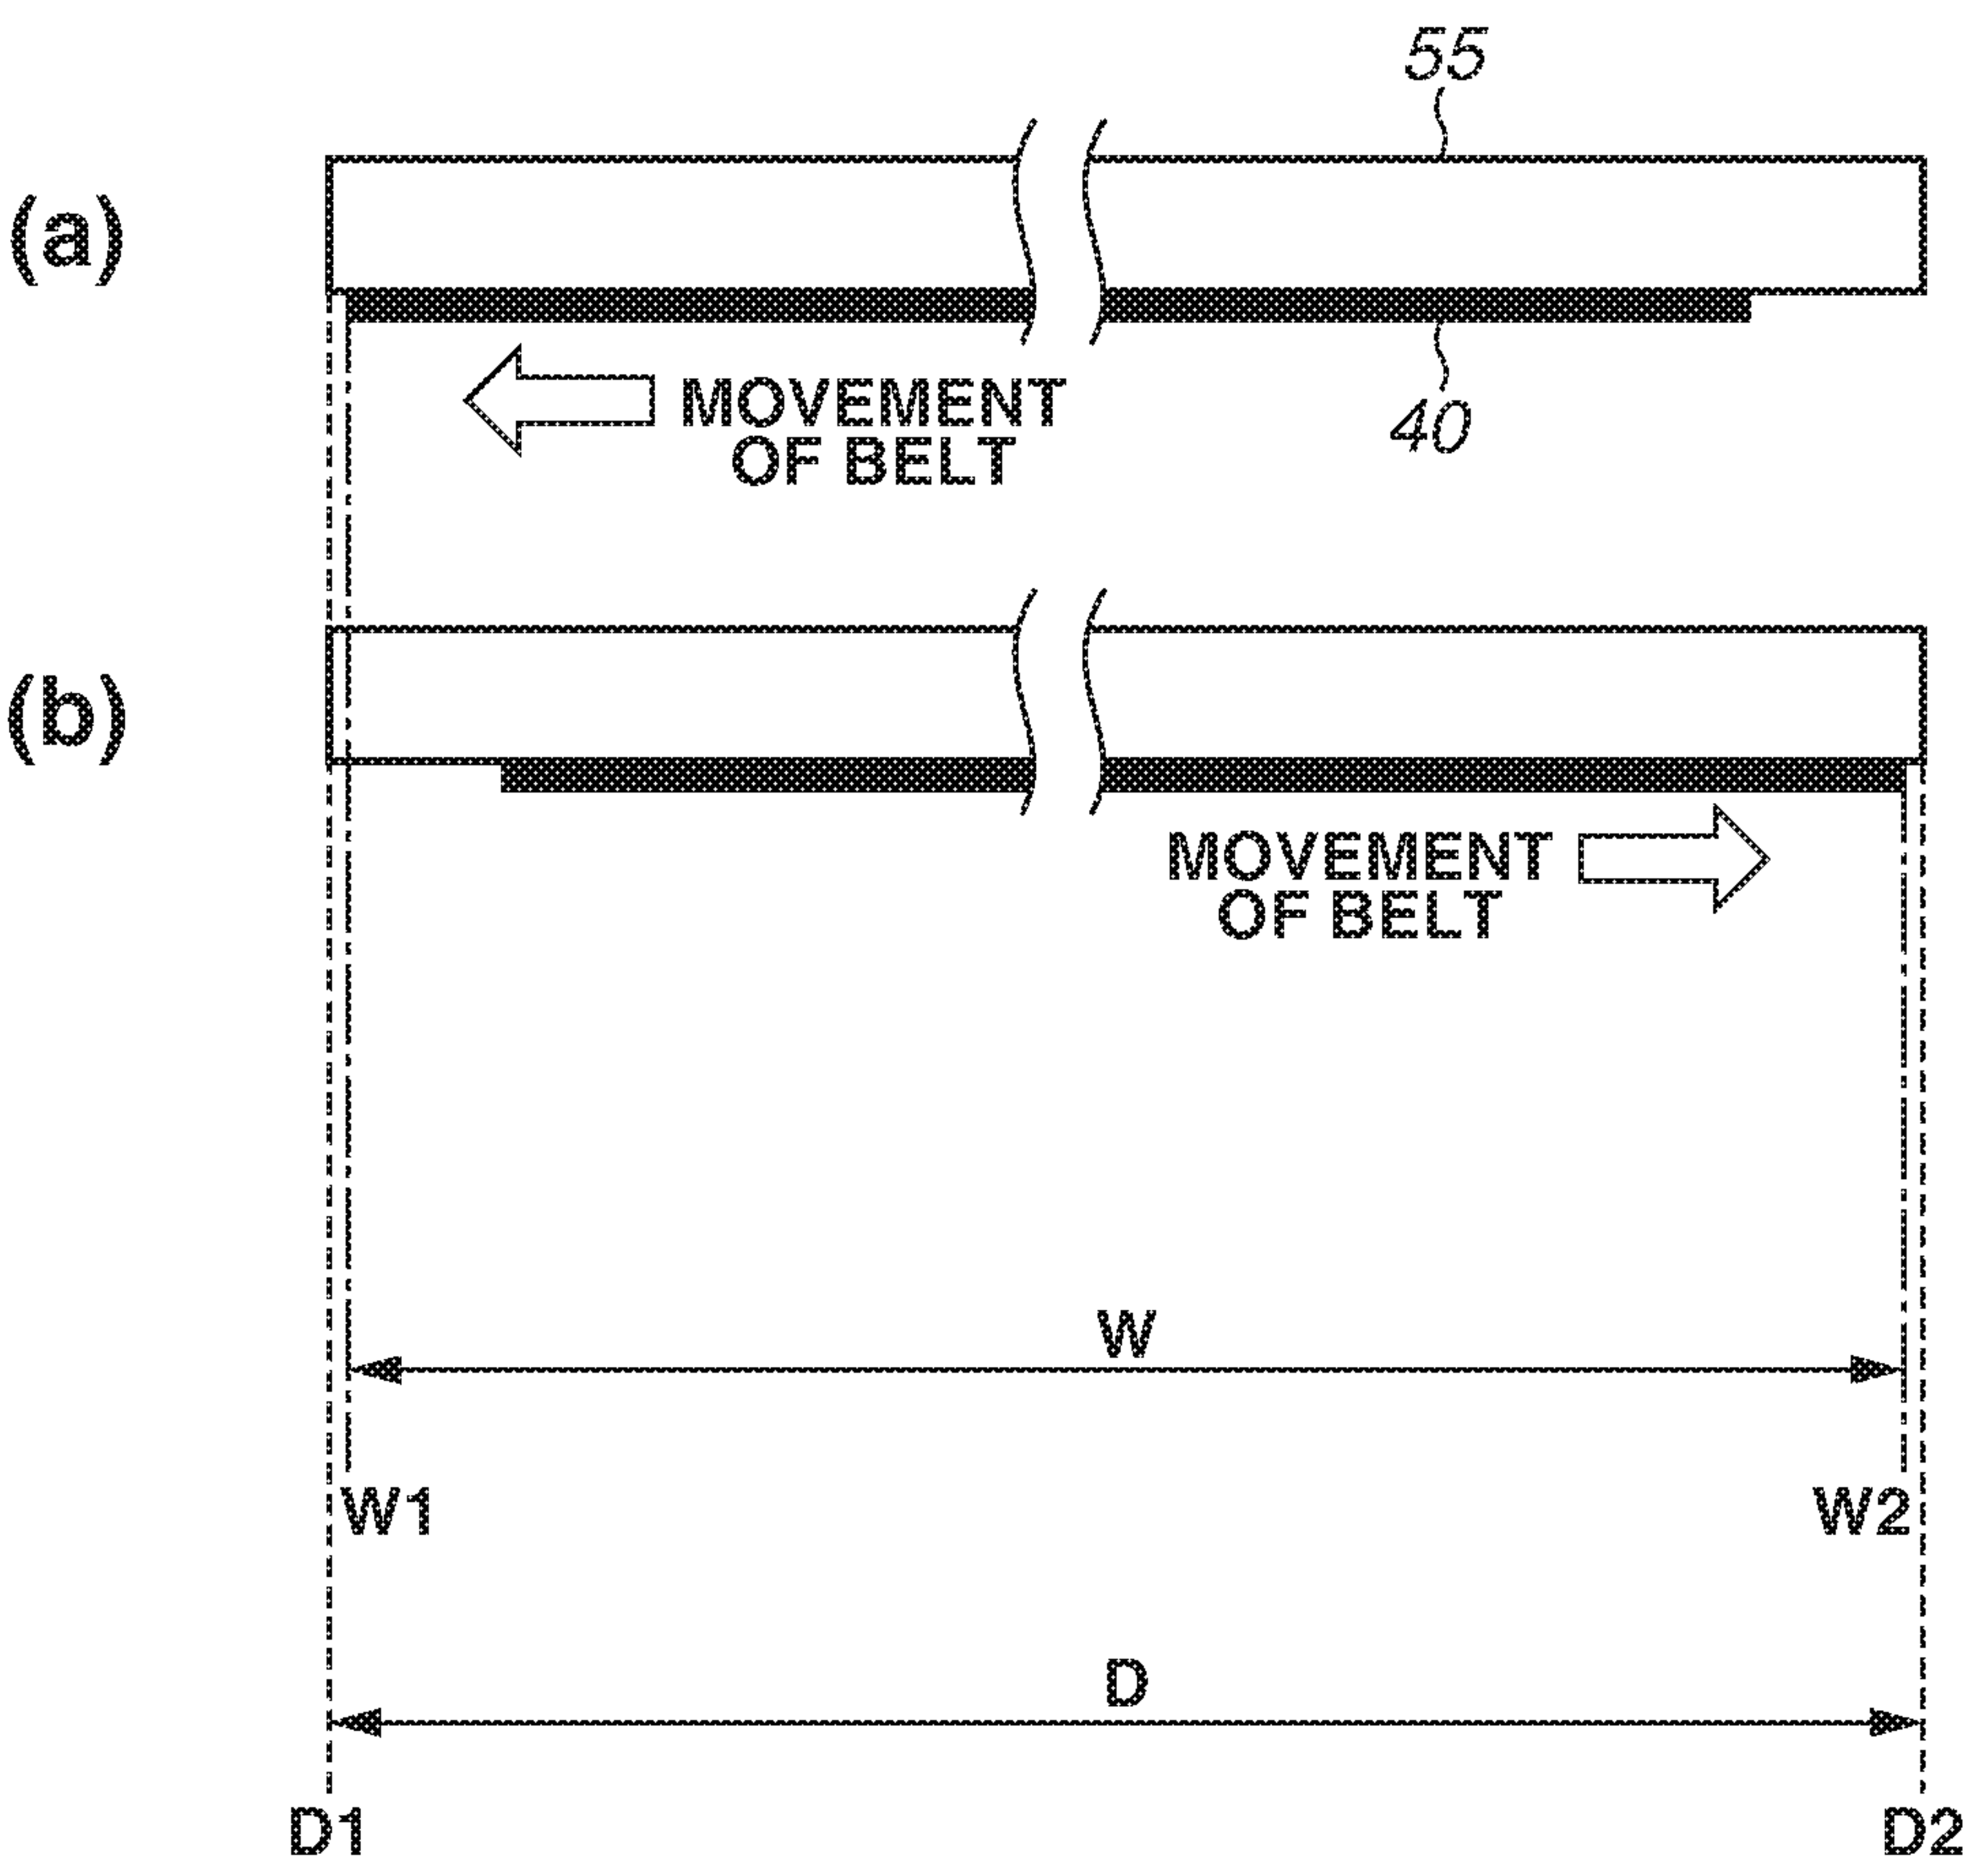 55
(a)
MOVEMENT
OF BELT
40
(b)
MOVEMENT
OF BELT
W
W1
W2
D
D1
D2